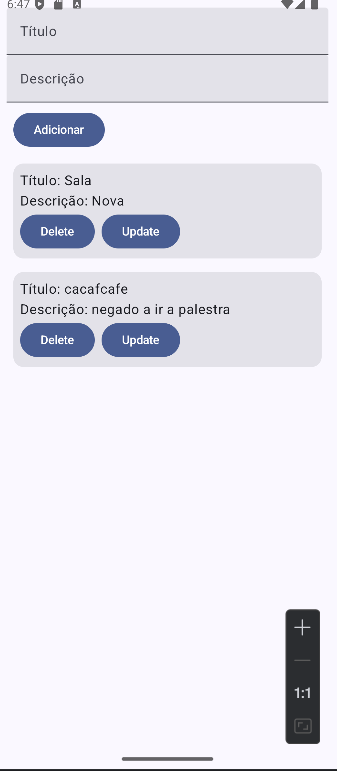 6:47
Título
Descrição
Adicionar
Título: Sala
Descrição: Nova
Delete Update
Título: cacafcafe
Descrição: negado a ir a palestra
Delete Update
1:1